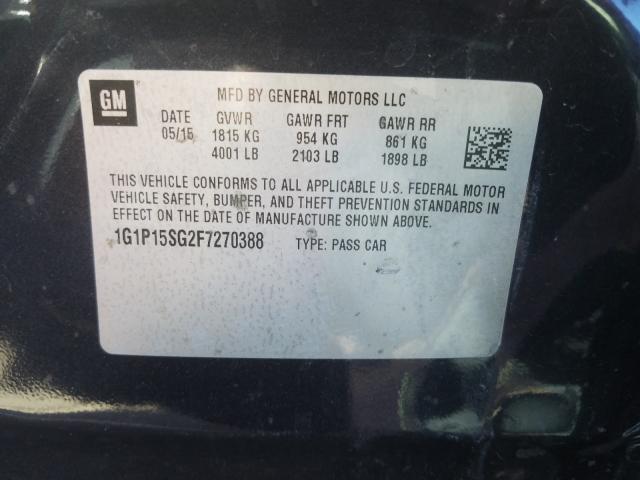 GM
MFD BY GENERAL MOTORS LLC
DATE GVWR GAWR FRT GAWR RR
05/15 1815 KG 954 KG 861 KG
4001 LB 2103 LB 1898 LB
THIS VEHICLE CONFORMS TO ALL APPLICABLE U.S. FEDERAL MOTOR
VEHICLE SAFETY, BUMPER, AND THEFT PREVENTION STANDARDS IN
EFFECT ON THE DATE OF MANUFACTURE SHOWN ABOVE.
1G1P15SG2F7270388 TYPE: PASS CAR